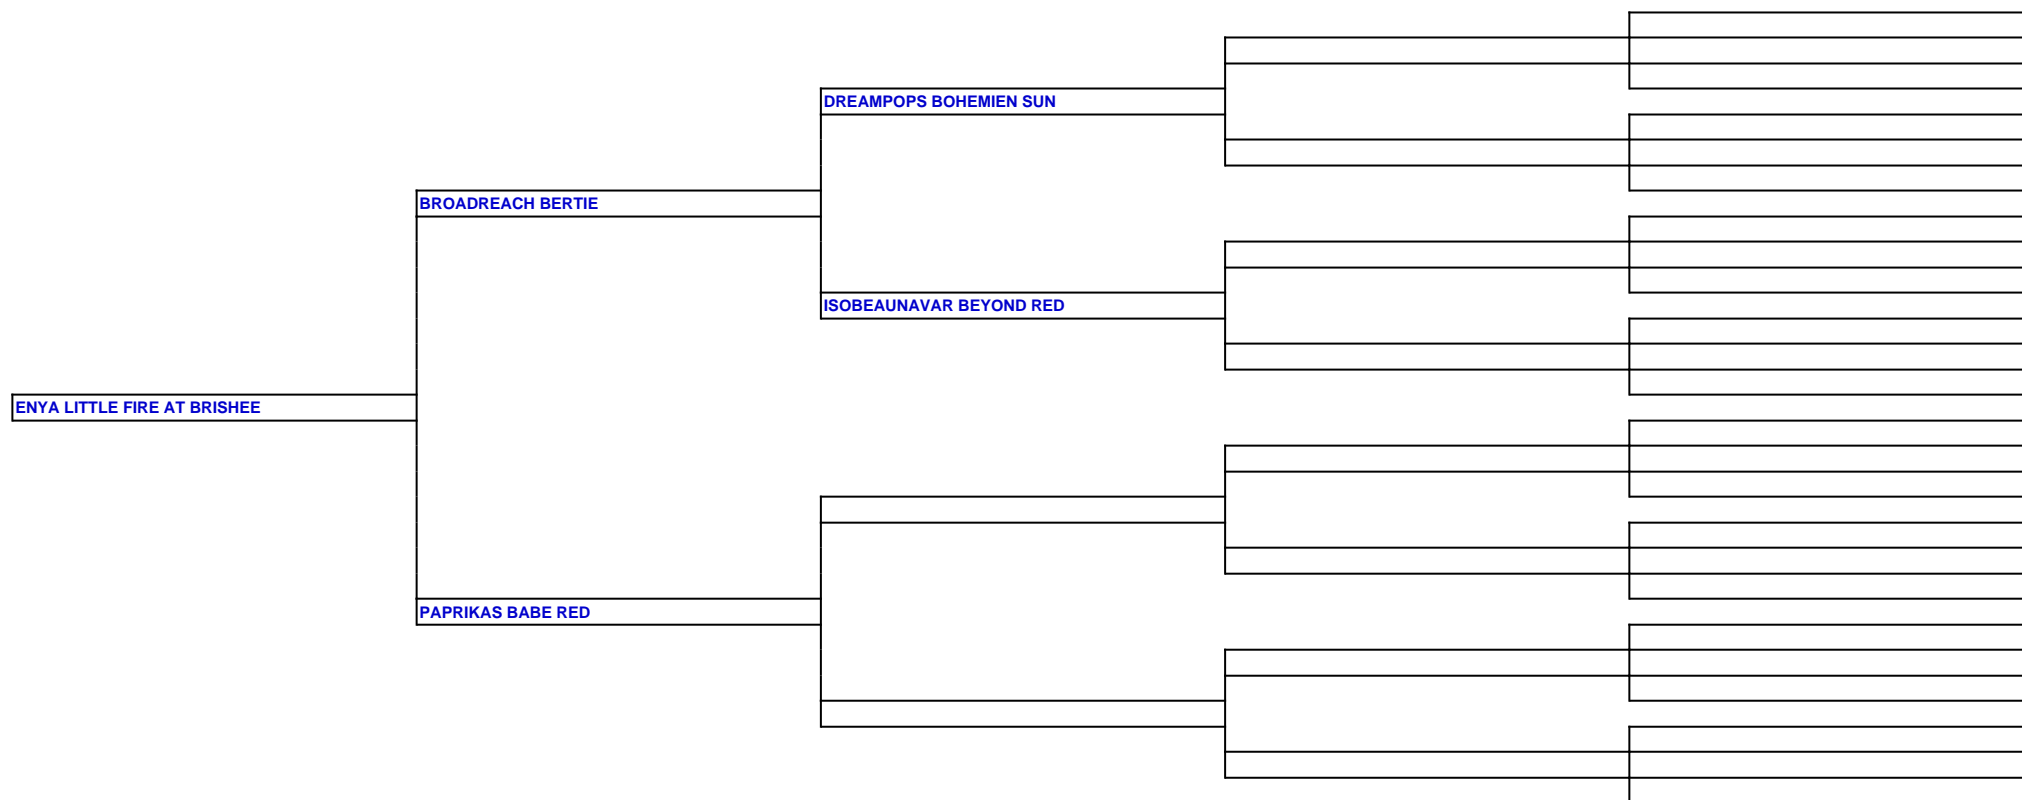 DREAMPOPS BOHEMIEN SUN
BROADREACH BERTIE
ISOBEAUNAVAR BEYOND RED
ENYA LITTLE FIRE AT BRISHEE
PAPRIKAS BABE RED